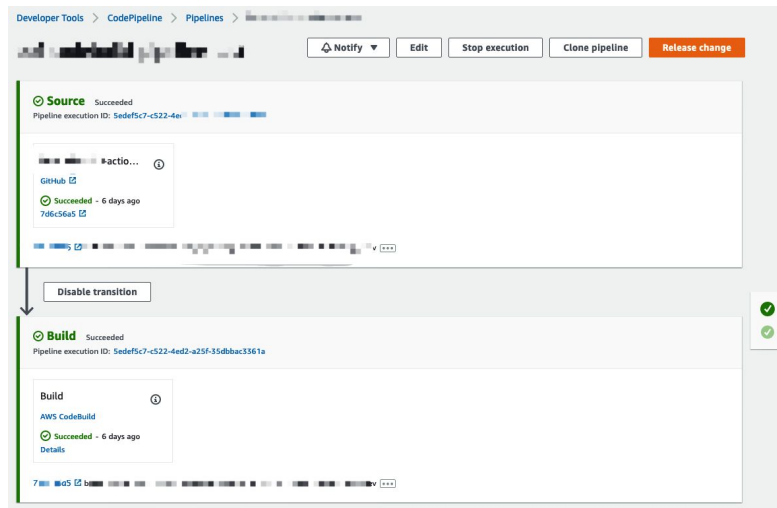 Developer Tools > CodePipeline > Pipelines >
Notify ▼ Edit Stop execution Clone pipeline Release change
Source Succeeded
Pipeline execution ID: 5edef5c7-c522-4e
-actio...
GitHub
Succeeded - 6 days ago
7d6c56a5
Disable transition
Build Succeeded
Pipeline execution ID: 5edef5c7-c522-4ed2-a25f-35dbbac3361a
Build
AWS CodeBuild
Succeeded - 6 days ago
Details